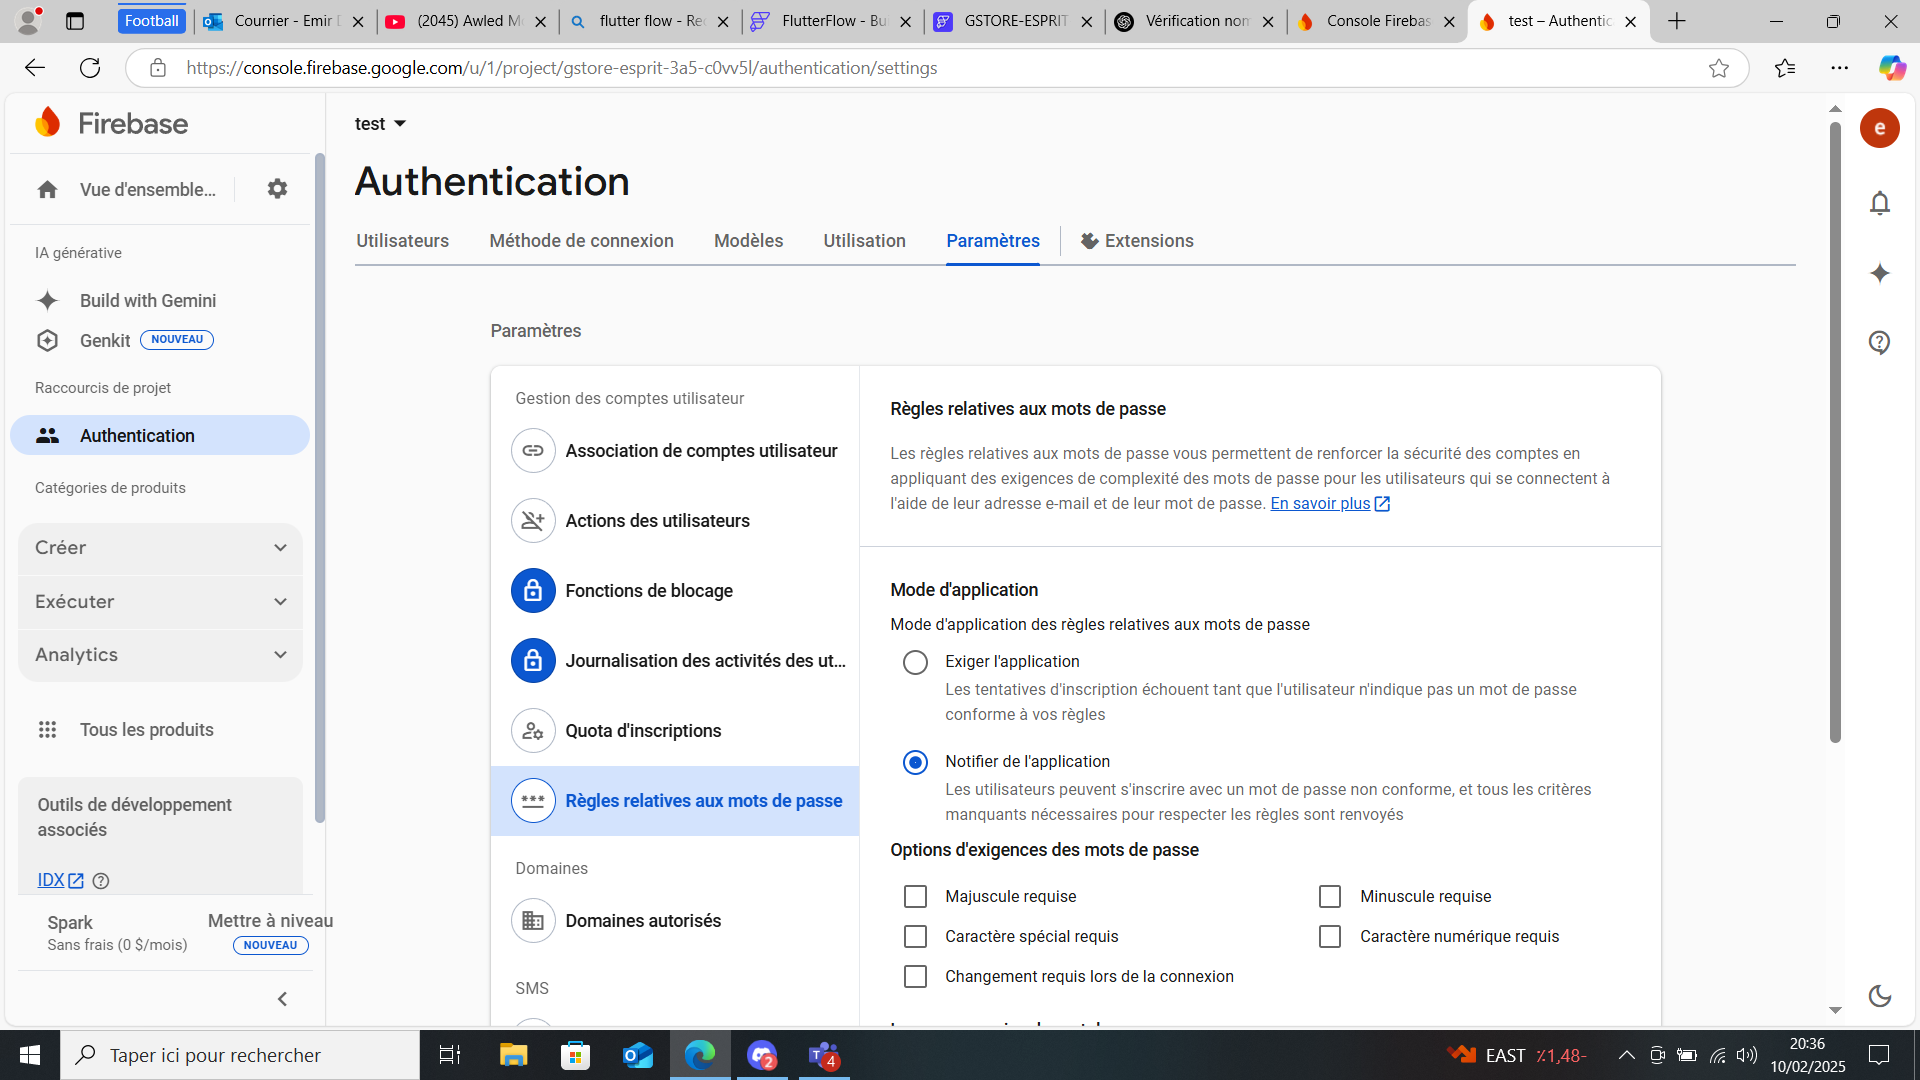 Football
Courrier - Emir D
(2045) Awled M
flutter flow - Rec
FlutterFlow - Bui
GSTORE-ESPRIT
Vérification nom
Console Firebas
test – Authentic
https://console.firebase.google.com/u/1/project/gstore-esprit-3a5-c0vv5l/authentication/settings
Firebase
Vue d'ensemble...
IA générative
Build with Gemini
Genkit NOUVEAU
Raccourcis de projet
Authentication
Catégories de produits
Créer
Exécuter
Analytics
Tous les produits
Outils de développement
associés
IDX
Spark
Sans frais (0 $/mois)
Mettre à niveau
NOUVEAU
test
Authentication
Utilisateurs
Méthode de connexion
Modèles
Utilisation
Paramètres
Extensions
Paramètres
Gestion des comptes utilisateur
Association de comptes utilisateur
Actions des utilisateurs
Fonctions de blocage
Journalisation des activités des ut...
Quota d'inscriptions
Règles relatives aux mots de passe
Domaines
Domaines autorisés
SMS
Règles relatives aux mots de passe
Les règles relatives aux mots de passe vous permettent de renforcer la sécurité des comptes en
appliquant des exigences de complexité des mots de passe pour les utilisateurs qui se connectent à
l'aide de leur adresse e-mail et de leur mot de passe. En savoir plus
Mode d'application
Mode d'application des règles relatives aux mots de passe
Exiger l'application
Les tentatives d'inscription échouent tant que l'utilisateur n'indique pas un mot de passe
conforme à vos règles
Notifier de l'application
Les utilisateurs peuvent s'inscrire avec un mot de passe non conforme, et tous les critères
manquants nécessaires pour respecter les règles sont renvoyés
Options d'exigences des mots de passe
Majuscule requise
Minuscule requise
Caractère spécial requis
Caractère numérique requis
Changement requis lors de la connexion
e
Taper ici pour rechercher
2
4
EAST ٪1,48-
20:36
10/02/2025